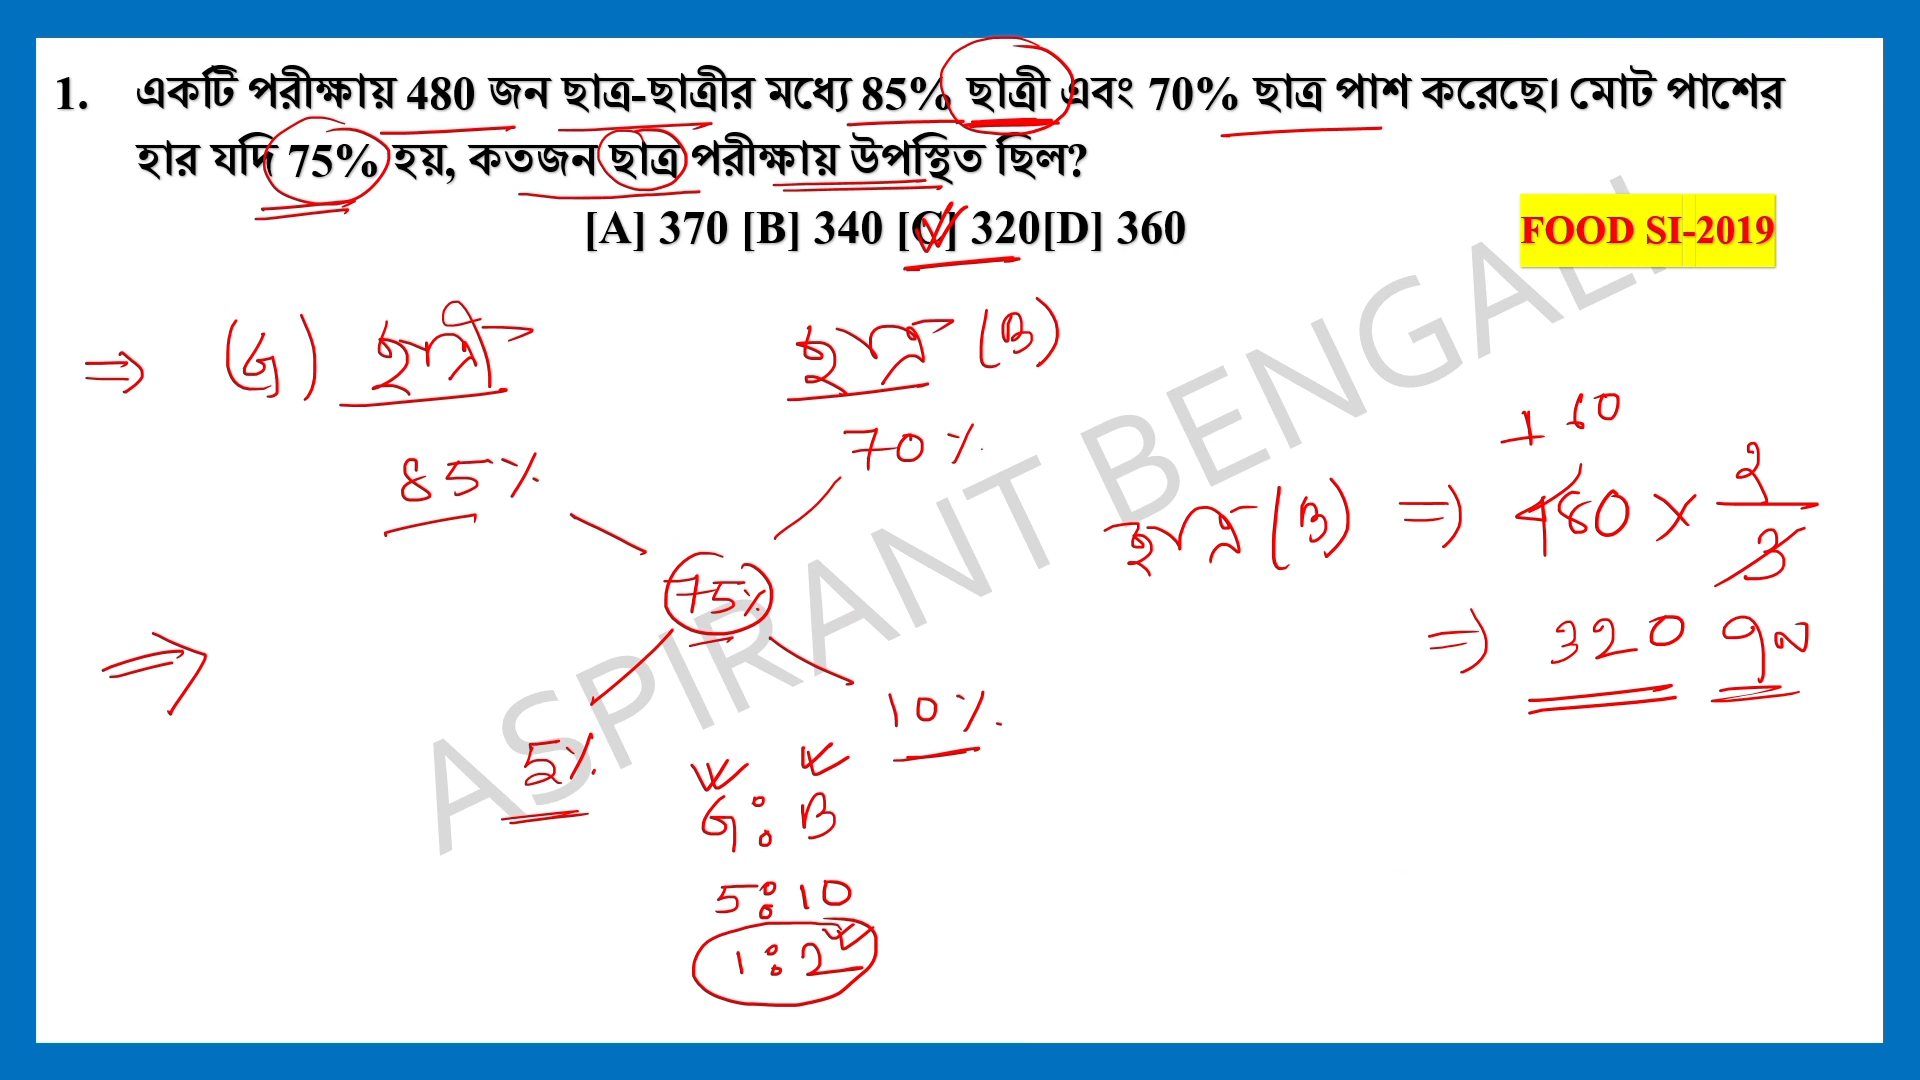 1. একটি পরীক্ষায় 480 জন ছাত্র-ছাত্রীর মধ্যে 85% ছাত্রী এবং 70% ছাত্র পাশ করেছে। মোট পাশের
হার যদি 75% হয়, কতজন ছাত্র পরীক্ষায় উপস্থিত ছিল?
[A] 370 [B] 340 [C] 320[D] 360
FOOD SI-2019
⇒ (G) ছাত্রী
ছাত্র (B)
85%
70%
75%
5%
10%
G : B
5 : 10
1 : 2
160
ছাত্র (B) ⇒ 480 × 2/3
⇒ 320 জন
ASPIRANT BENGALI